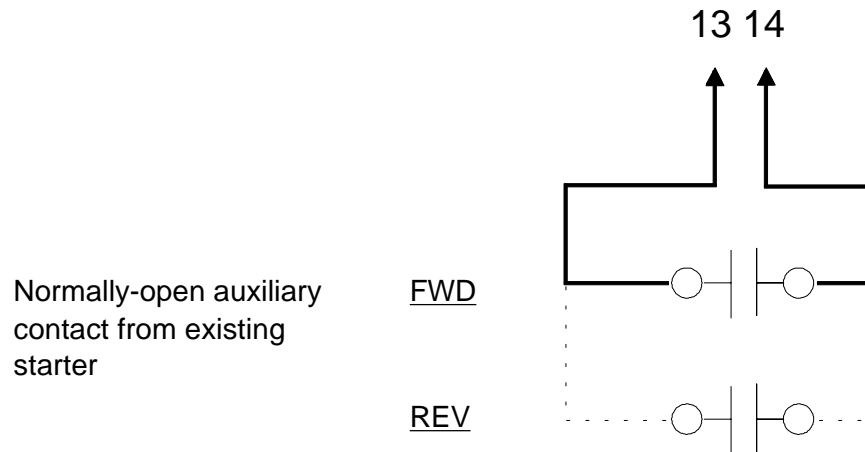 13 14
Normally-open auxiliary
contact from existing
starter
FWD
REV